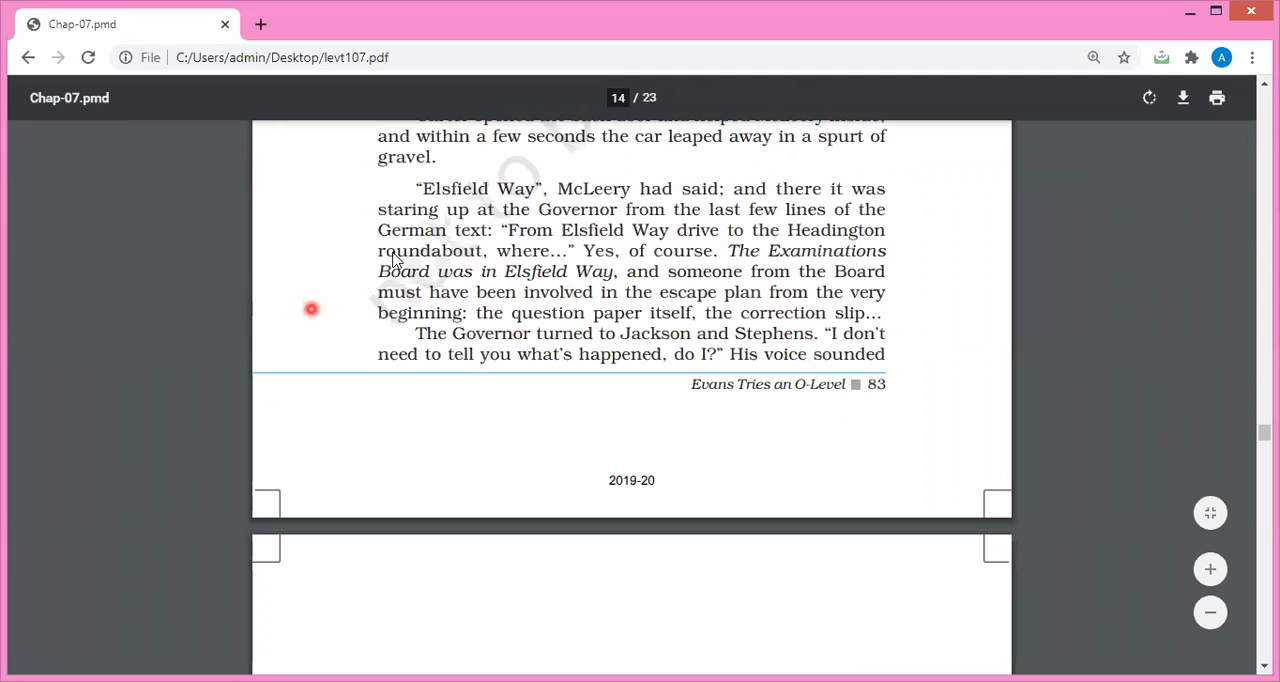 Chap-07.pmd
File
C:/Users/admin/Desktop/levt107.pdf
A
Chap-07.pmd
14 / 23
and within a few seconds the car leaped away in a spurt of
gravel.
“Elsfield Way”, McLeery had said; and there it was
staring up at the Governor from the last few lines of the
German text: “From Elsfield Way drive to the Headington
roundabout, where...” Yes, of course. The Examinations
Board was in Elsfield Way, and someone from the Board
must have been involved in the escape plan from the very
beginning: the question paper itself, the correction slip...
The Governor turned to Jackson and Stephens. “I don’t
need to tell you what’s happened, do I?” His voice sounded
Evans Tries an O-Level 83
2019-20